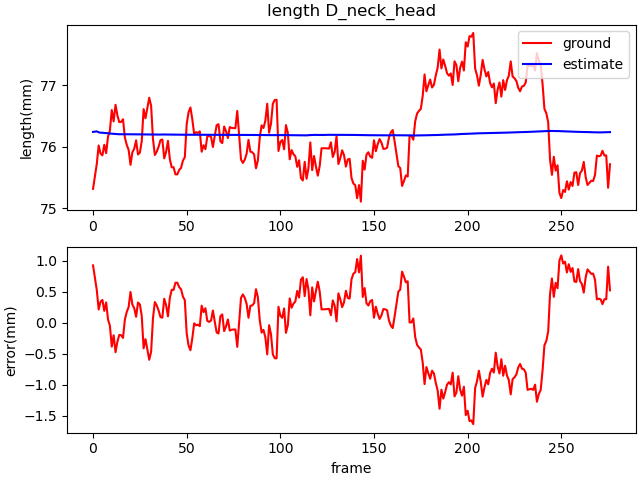 length D_neck_head
length(mm)
77
76
75
ground
estimate
0 50 100 150 200 250
error(mm)
1.0
0.5
0.0
−0.5
−1.0
−1.5
0 50 100 150 200 250
frame